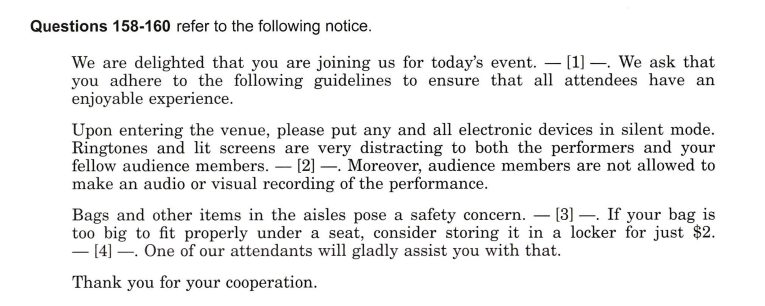 Questions 158-160 refer to the following notice.
We are delighted that you are joining us for today's event. — [1] —. We ask that
you adhere to the following guidelines to ensure that all attendees have an
enjoyable experience.
Upon entering the venue, please put any and all electronic devices in silent mode.
Ringtones and lit screens are very distracting to both the performers and your
fellow audience members. — [2] —. Moreover, audience members are not allowed to
make an audio or visual recording of the performance.
Bags and other items in the aisles pose a safety concern. — [3] —. If your bag is
too big to fit properly under a seat, consider storing it in a locker for just $2.
— [4] —. One of our attendants will gladly assist you with that.
Thank you for your cooperation.